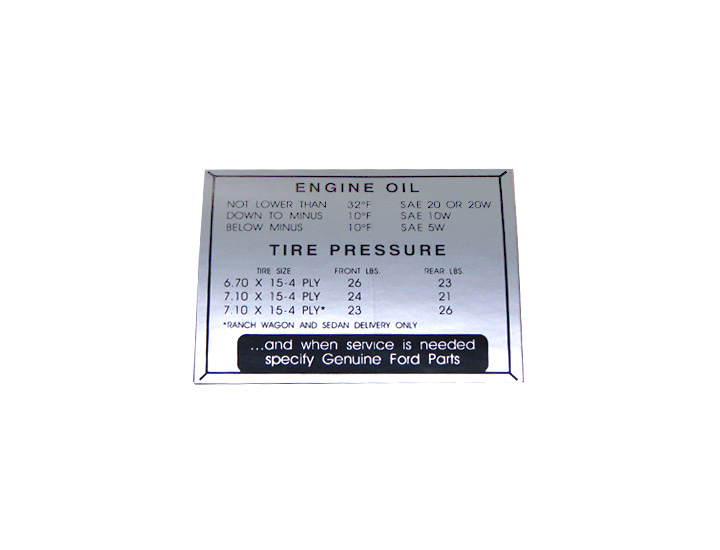 ENGINE OIL
NOT LOWER THAN 32°F SAE 20 OR 20W
DOWN TO MINUS 10°F SAE 10W
BELOW MINUS 10°F SAE 5W
TIRE PRESSURE
TIRE SIZE FRONT LBS. REAR LBS.
6.70 X 15-4 PLY 26 23
7.10 X 15-4 PLY 24 21
7.10 X 15-4 PLY* 23 26
*RANCH WAGON AND SEDAN DELIVERY ONLY
...and when service is needed
specify Genuine Ford Parts